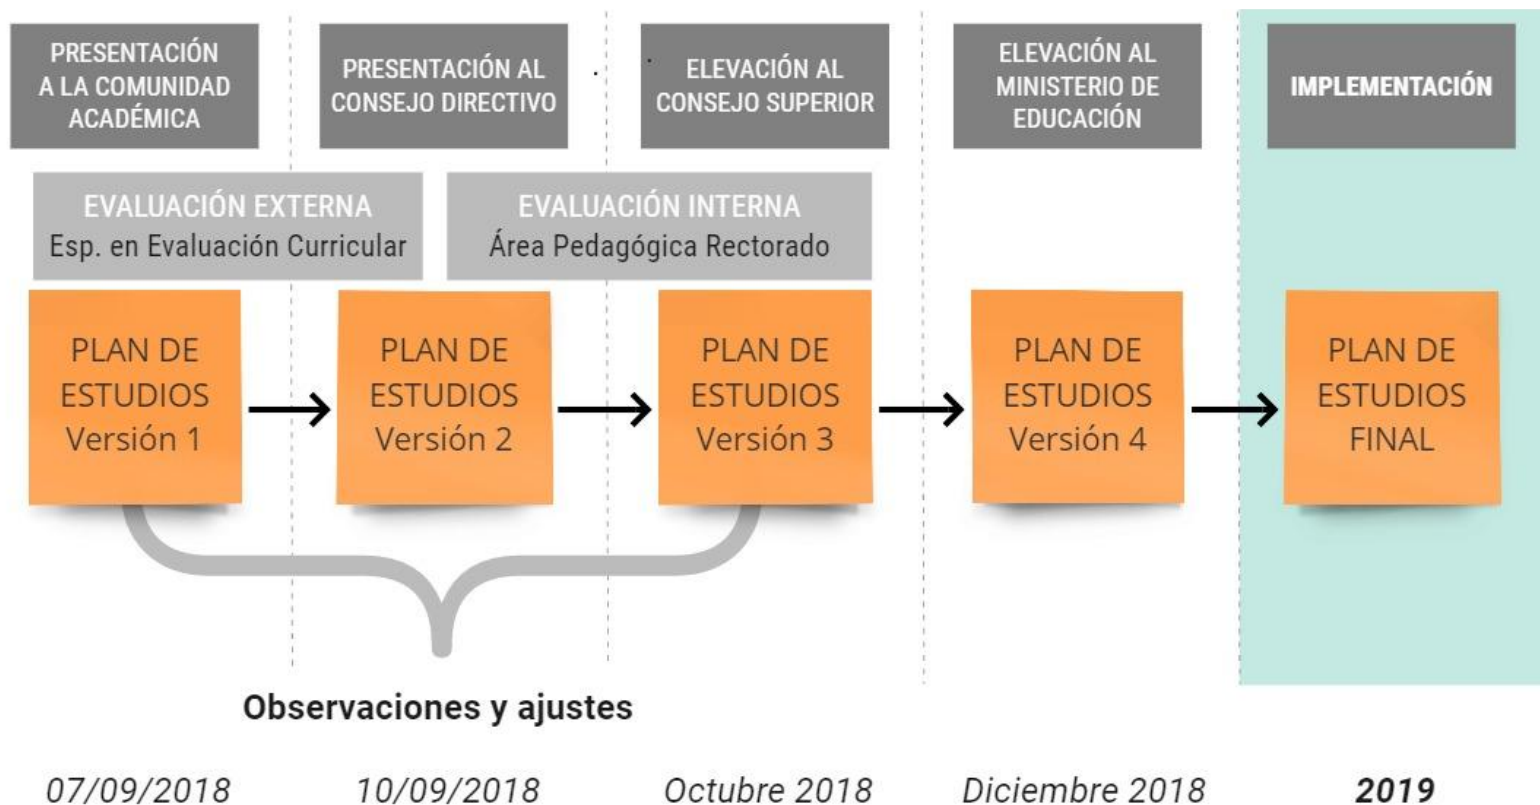 PRESENTACIÓN
A LA COMUNIDAD
ACADÉMICA
PRESENTACIÓN AL
CONSEJO DIRECTIVO
ELEVACIÓN AL
CONSEJO SUPERIOR
ELEVACIÓN AL
MINISTERIO DE
EDUCACIÓN
IMPLEMENTACIÓN
EVALUACIÓN EXTERNA
Esp. en Evaluación Curricular
EVALUACIÓN INTERNA
Área Pedagógica Rectorado
PLAN DE
ESTUDIOS
Versión 1
PLAN DE
ESTUDIOS
Versión 2
PLAN DE
ESTUDIOS
Versión 3
PLAN DE
ESTUDIOS
Versión 4
PLAN DE
ESTUDIOS
FINAL
Observaciones y ajustes
07/09/2018
10/09/2018
Octubre 2018
Diciembre 2018
2019